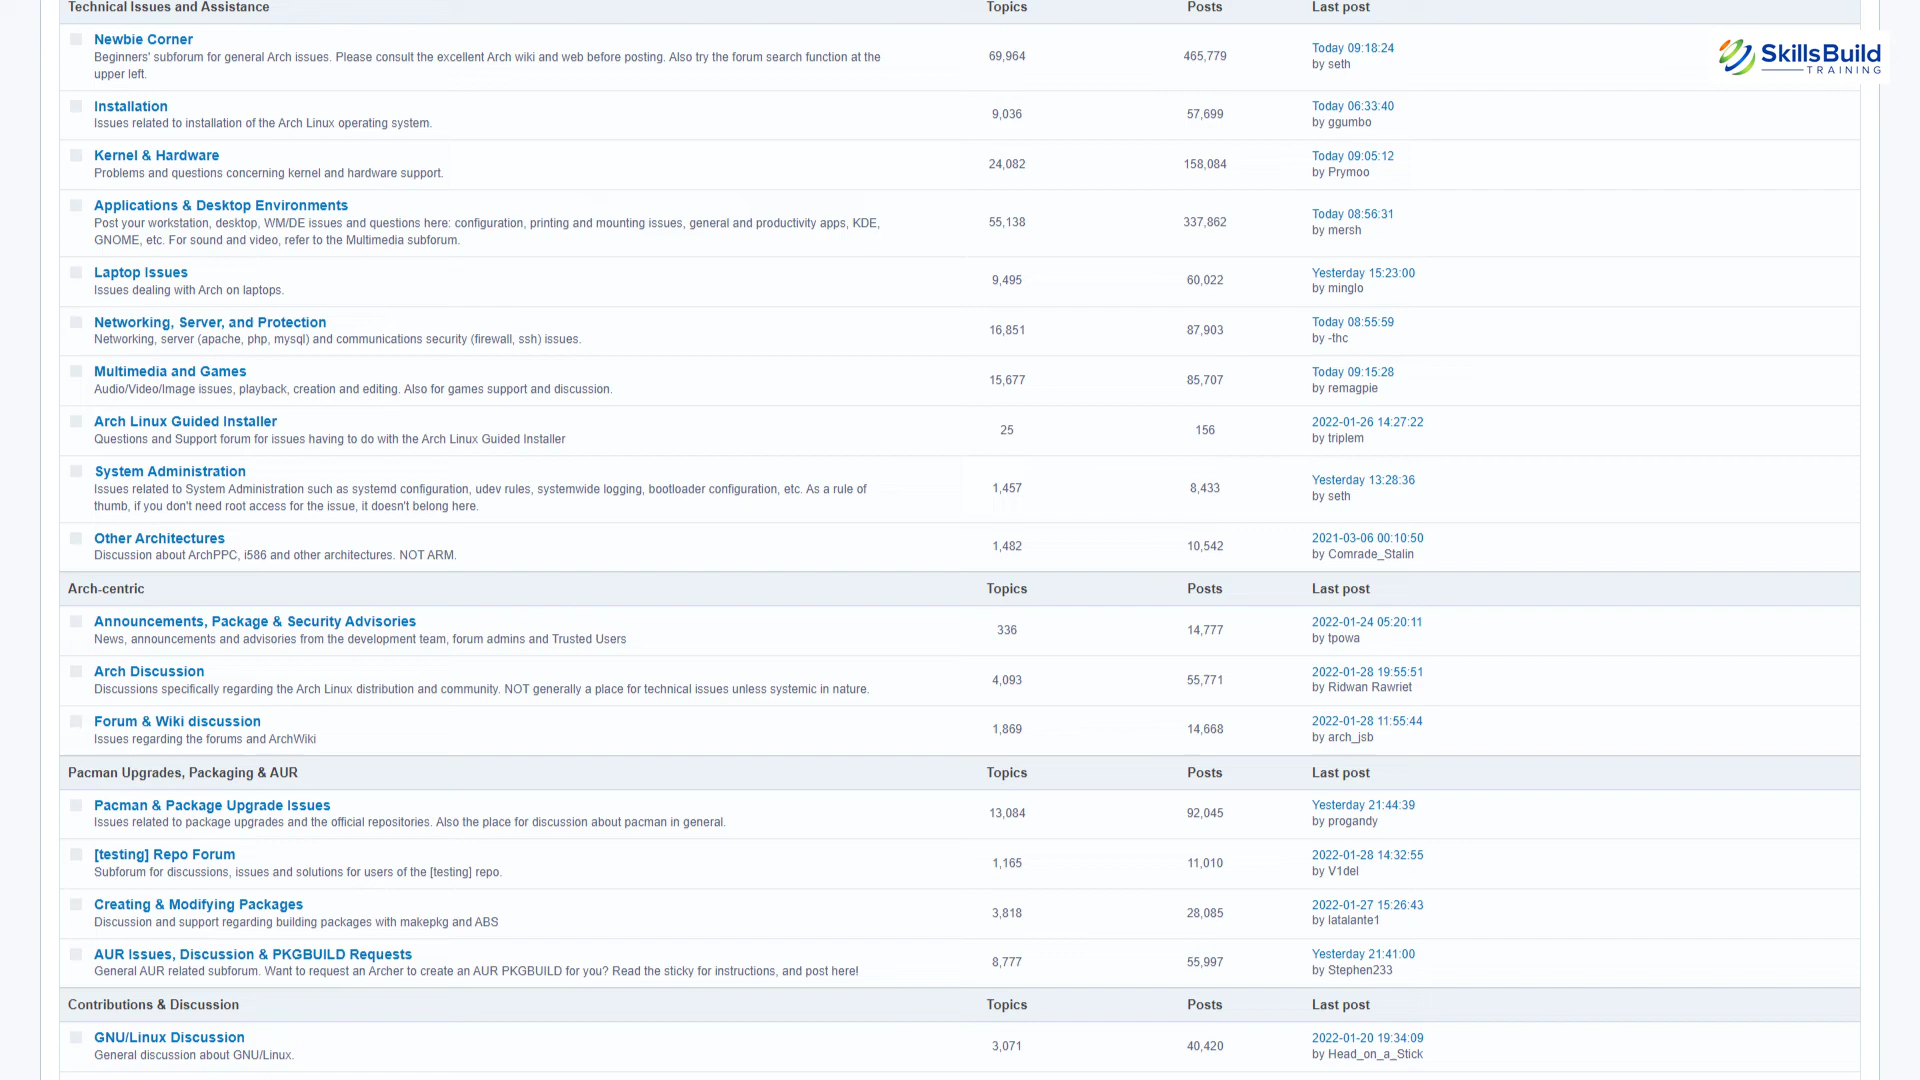 Technical Issues and Assistance Topics Posts Last post
SkillsBuild
TRAINING
Newbie Corner
Beginners' subforum for general Arch issues. Please consult the excellent Arch wiki and web before posting. Also try the forum search function at the
upper left.
69,964 465,779
Today 09:18:24
by seth
Installation
Issues related to installation of the Arch Linux operating system.
9,036 57,699
Today 06:33:40
by ggumbo
Kernel & Hardware
Problems and questions concerning kernel and hardware support.
24,082 158,084
Today 09:05:12
by Prymoo
Applications & Desktop Environments
Post your workstation, desktop, WM/DE issues and questions here: configuration, printing and mounting issues, general and productivity apps, KDE,
GNOME, etc. For sound and video, refer to the Multimedia subforum.
55,138 337,862
Today 08:56:31
by mersh
Laptop Issues
Issues dealing with Arch on laptops.
9,495 60,022
Yesterday 15:23:00
by minglo
Networking, Server, and Protection
Networking, server (apache, php, mysql) and communications security (firewall, ssh) issues.
16,851 87,903
Today 08:55:59
by -thc
Multimedia and Games
Audio/Video/Image issues, playback, creation and editing. Also for games support and discussion.
15,677 85,707
Today 09:15:28
by remagpie
Arch Linux Guided Installer
Questions and Support forum for issues having to do with the Arch Linux Guided Installer
25 156
2022-01-26 14:27:22
by triplem
System Administration
Issues related to System Administration such as systemd configuration, udev rules, systemwide logging, bootloader configuration, etc. As a rule of
thumb, if you don't need root access for the issue, it doesn't belong here.
1,457 8,433
Yesterday 13:28:36
by seth
Other Architectures
Discussion about ArchPPC, i586 and other architectures. NOT ARM.
1,482 10,542
2021-03-06 00:10:50
by Comrade_Stalin
Arch-centric Topics Posts Last post
Announcements, Package & Security Advisories
News, announcements and advisories from the development team, forum admins and Trusted Users
336 14,777
2022-01-24 05:20:11
by tpowa
Arch Discussion
Discussions specifically regarding the Arch Linux distribution and community. NOT generally a place for technical issues unless systemic in nature.
4,093 55,771
2022-01-28 19:55:51
by Ridwan Rawriet
Forum & Wiki discussion
Issues regarding the forums and ArchWiki
1,869 14,668
2022-01-28 11:55:44
by arch_jsb
Pacman Upgrades, Packaging & AUR Topics Posts Last post
Pacman & Package Upgrade Issues
Issues related to package upgrades and the official repositories. Also the place for discussion about pacman in general.
13,084 92,045
Yesterday 21:44:39
by progandy
[testing] Repo Forum
Subforum for discussions, issues and solutions for users of the [testing] repo.
1,165 11,010
2022-01-28 14:32:55
by V1del
Creating & Modifying Packages
Discussion and support regarding building packages with makepkg and ABS
3,818 28,085
2022-01-27 15:26:43
by latalante1
AUR Issues, Discussion & PKGBUILD Requests
General AUR related subforum. Want to request an Archer to create an AUR PKGBUILD for you? Read the sticky for instructions, and post here!
8,777 55,997
Yesterday 21:41:00
by Stephen233
Contributions & Discussion Topics Posts Last post
GNU/Linux Discussion
General discussion about GNU/Linux.
3,071 40,420
2022-01-20 19:34:09
by Head_on_a_Stick